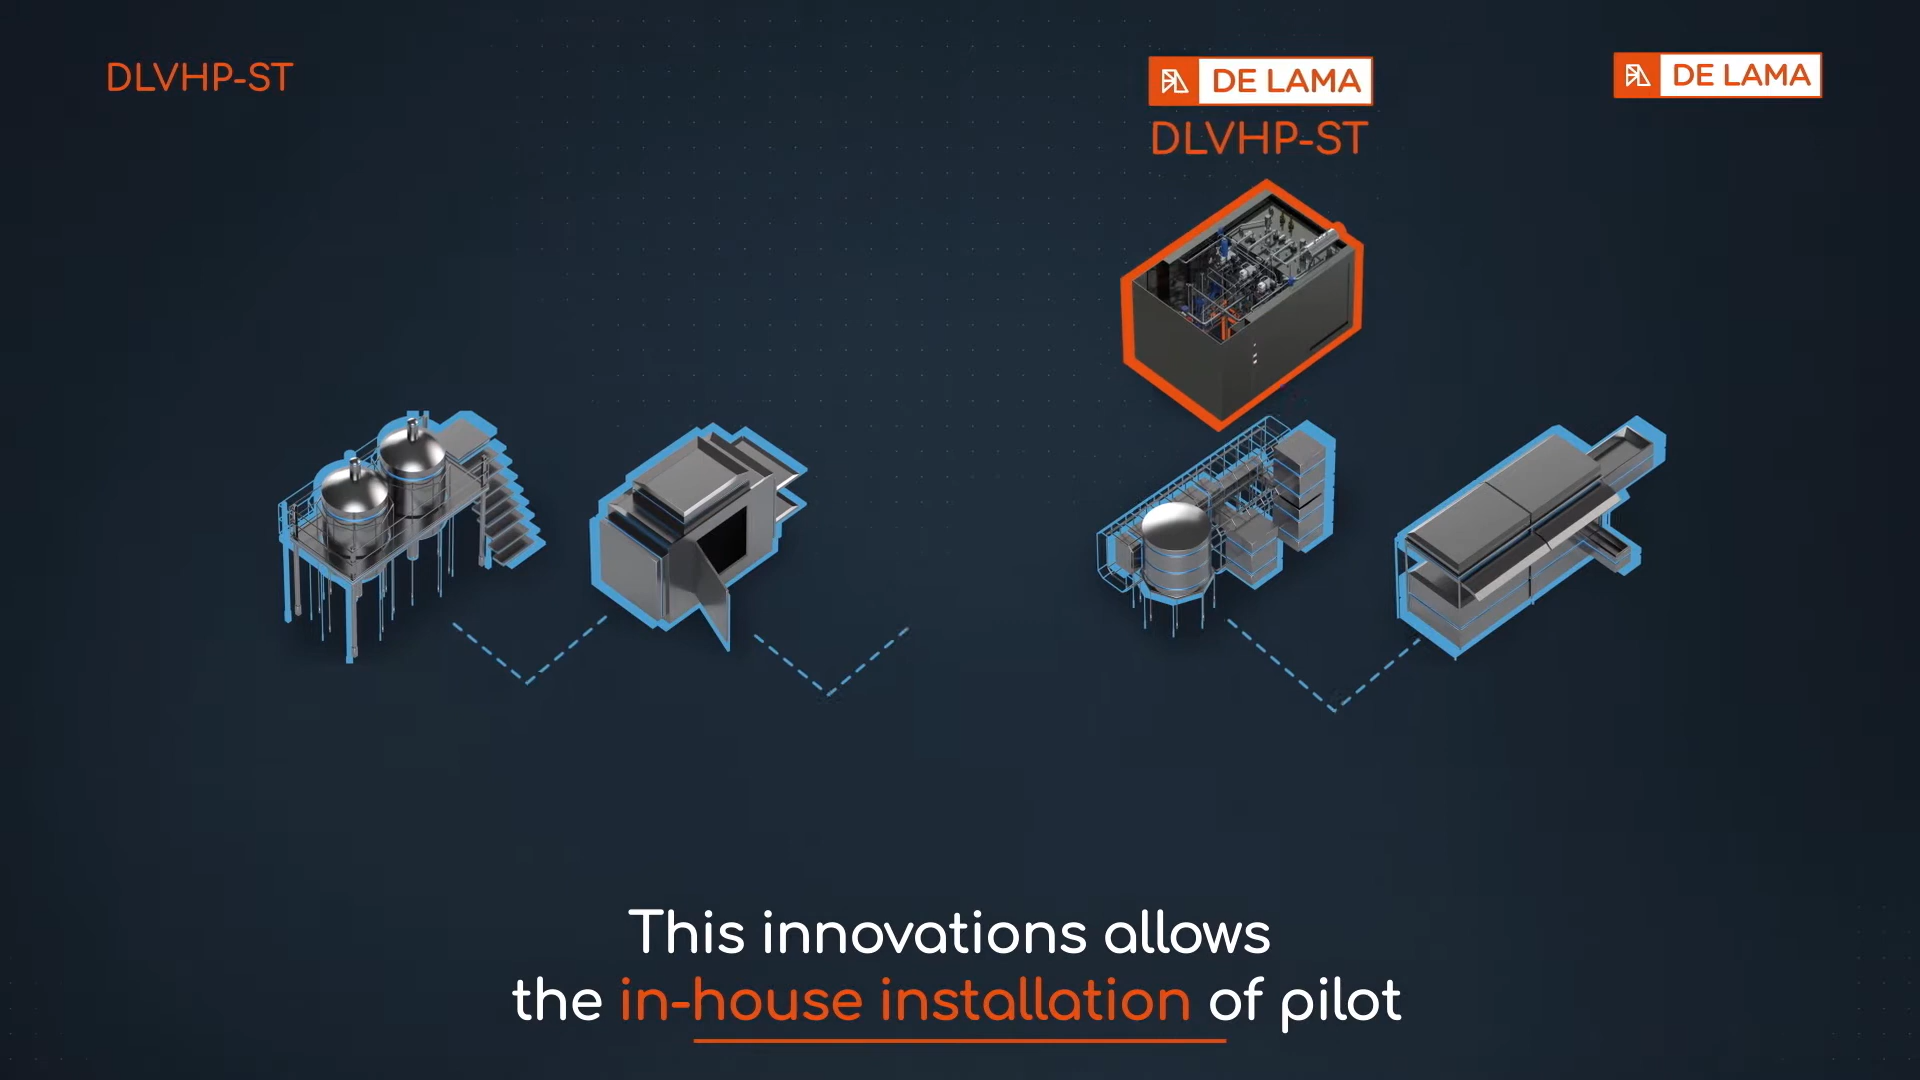 DLVHP-ST
DE LAMA
DLVHP-ST
DE LAMA
This innovations allows
the in-house installation of pilot